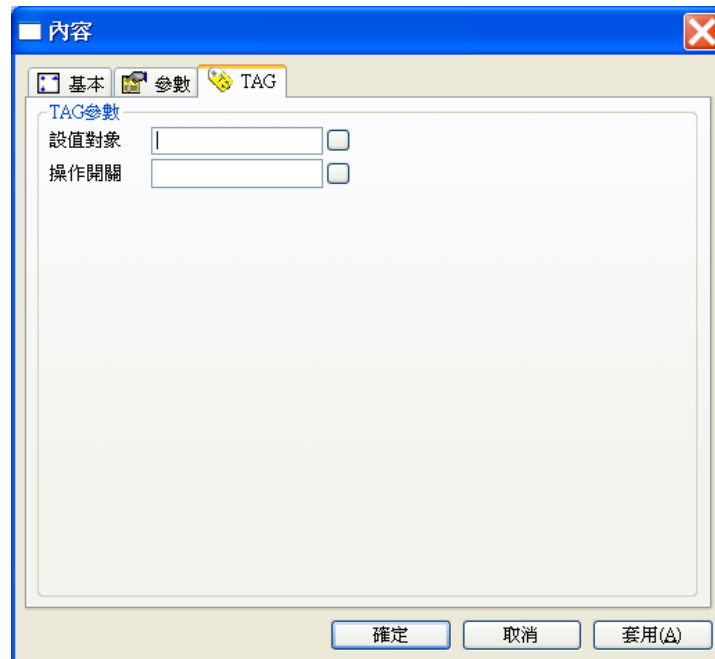 內容
基本 參數 TAG
TAG參數
設值對象
操作開關
確定 取消 套用(A)